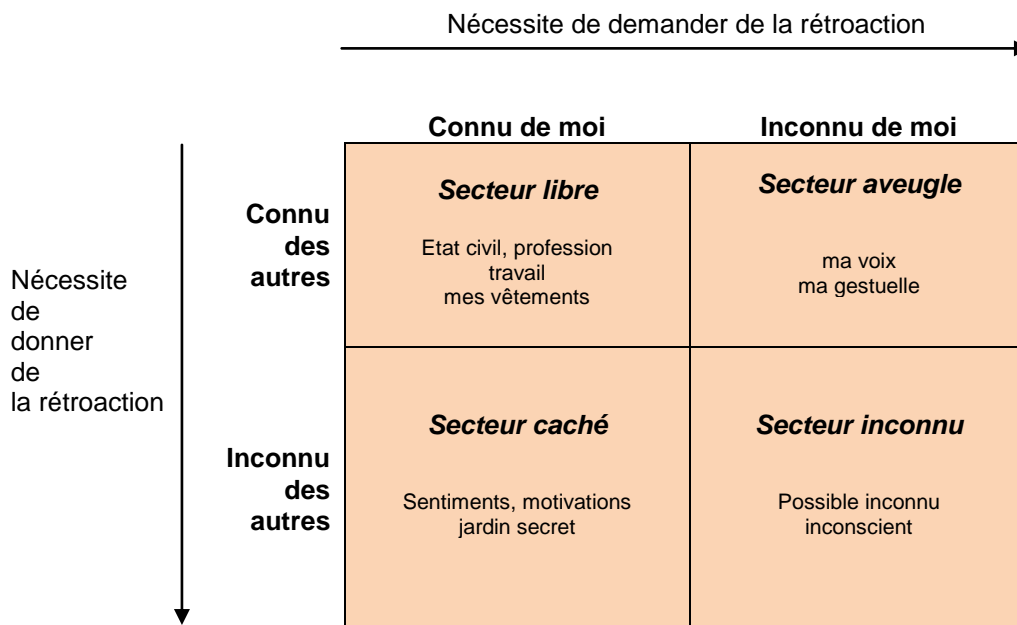 Nécessite de demander de la rétroaction
Connu de moi
Inconnu de moi
Nécessite
de
donner
de
la rétroaction
Connu
des
autres
Secteur libre
Etat civil, profession
travail
mes vêtements
Secteur aveugle
ma voix
ma gestuelle
Inconnu
des
autres
Secteur caché
Sentiments, motivations
jardin secret
Secteur inconnu
Possible inconnu
inconscient